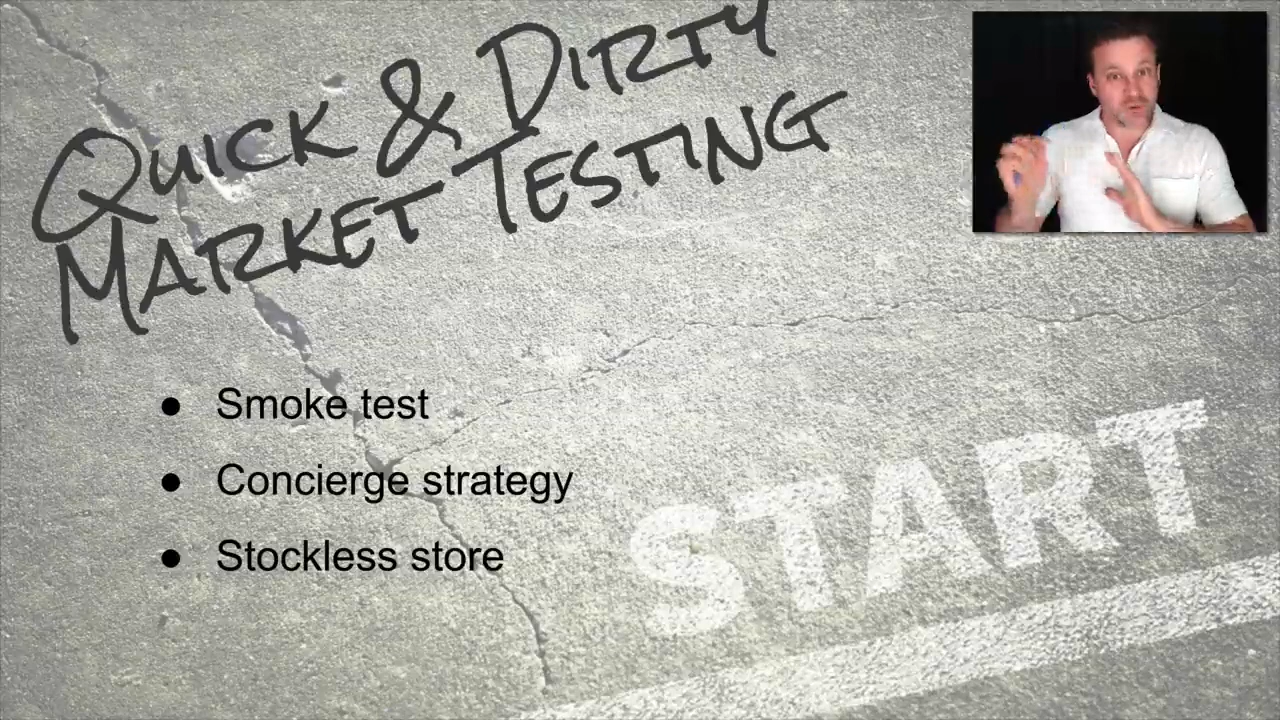 Quick & Dirty
Market Testing
● Smoke test
● Concierge strategy
● Stockless store
START